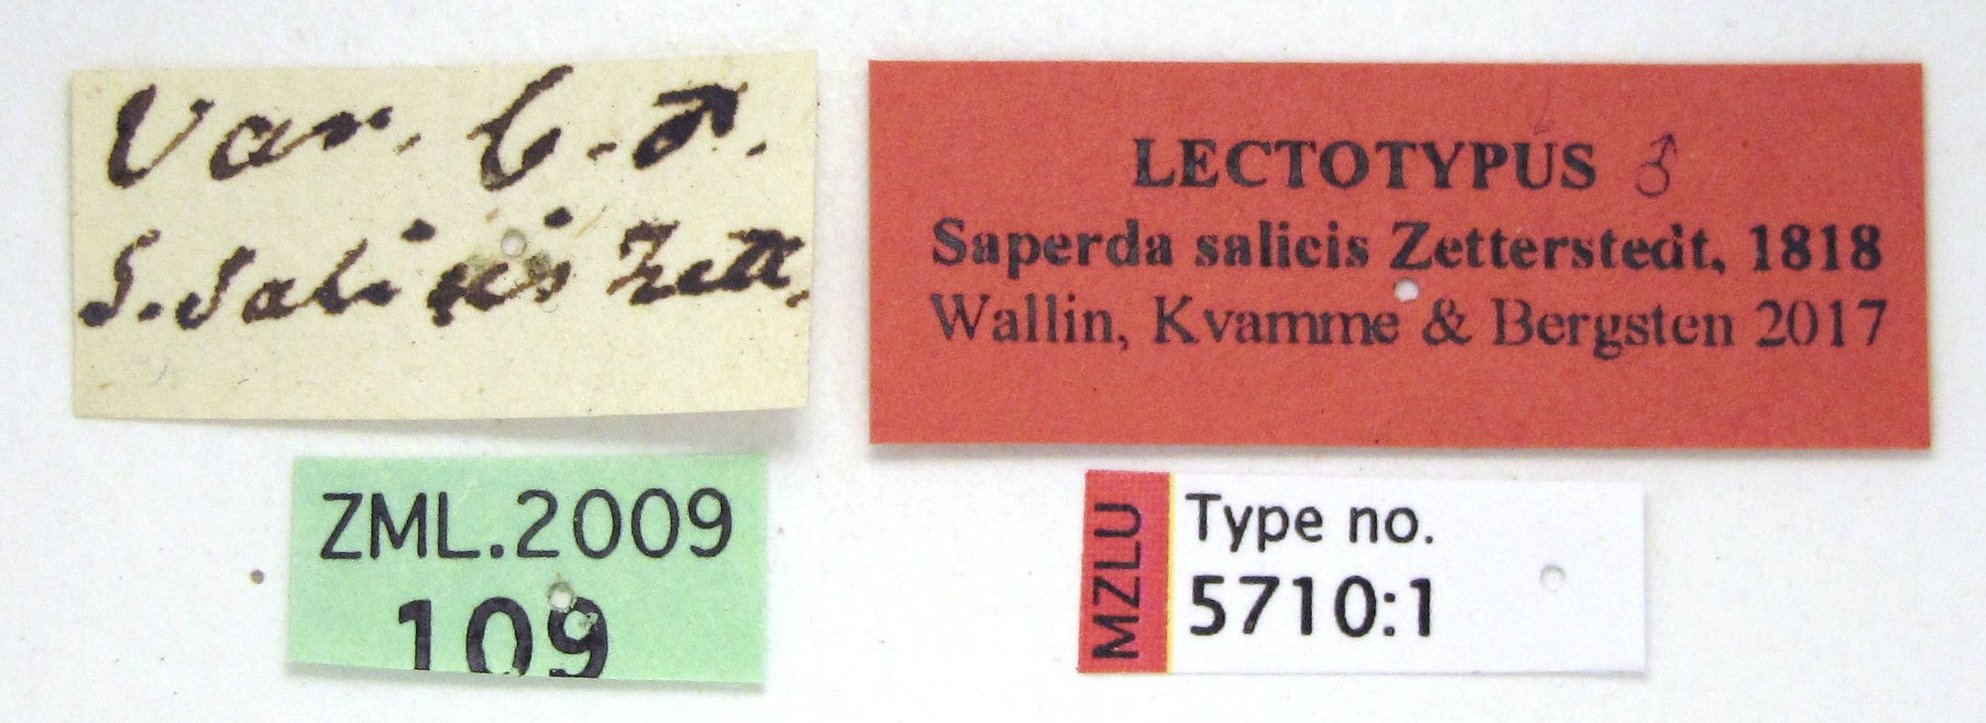 Var. b. ♂.
S. Salicis Zett.
LECTOTYPUS ♂
Saperda salicis Zetterstedt, 1818
Wallin, Kvamme & Bergsten 2017
ZML.2009
109
MZLU
Type no.
5710:1